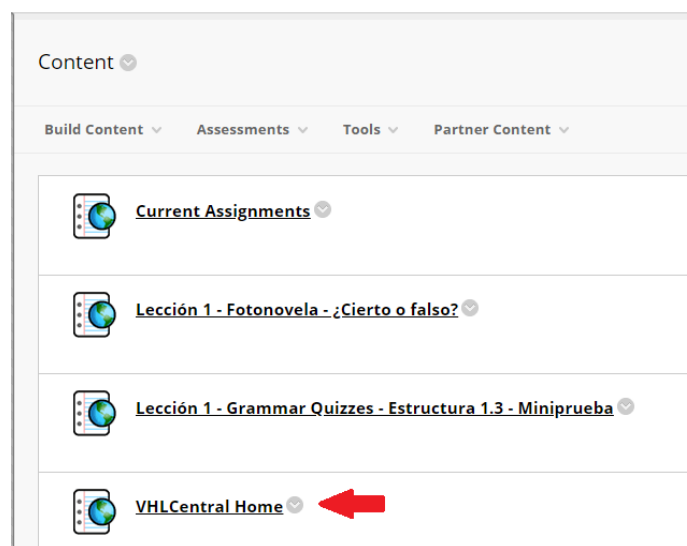 Content
Build Content Assessments Tools Partner Content
Current Assignments
Lección 1 - Fotonovela - ¿Cierto o falso?
Lección 1 - Grammar Quizzes - Estructura 1.3 - Miniprueba
VHLCentral Home